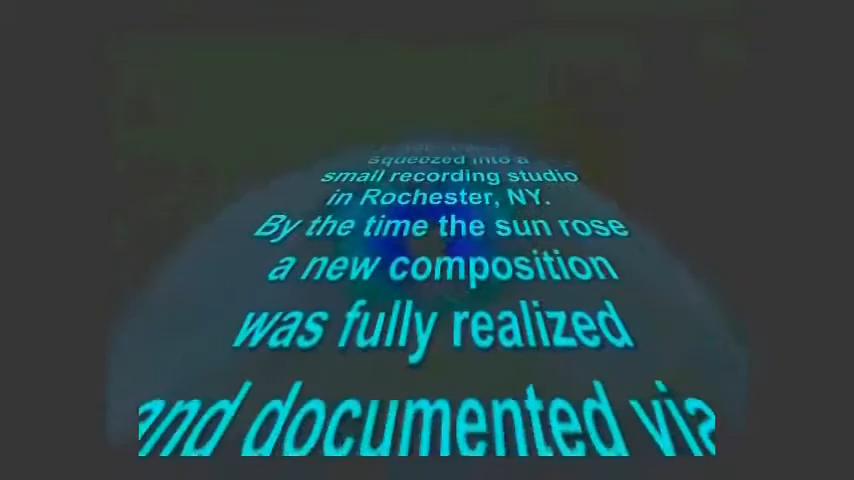 Squeezed into a
small recording studio
in Rochester, NY.
By the time the sun rose
a new composition
was fully realized
and documented via